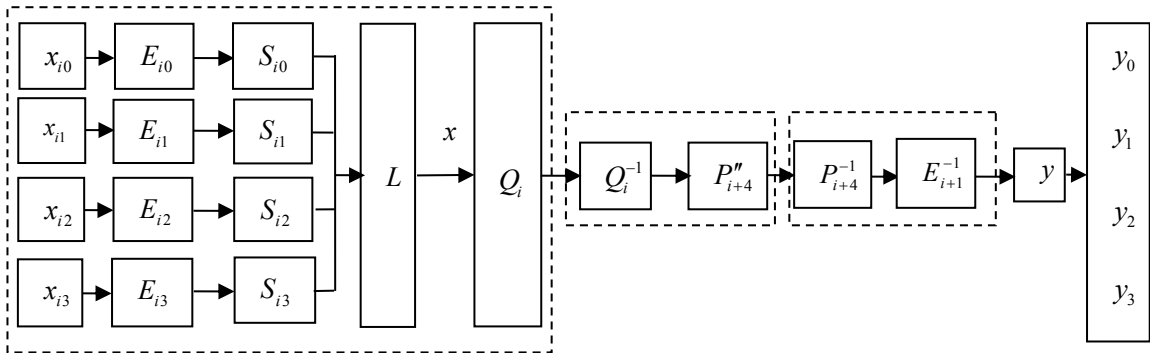 x_{i0} E_{i0} S_{i0}
x_{i1} E_{i1} S_{i1}
x_{i2} E_{i2} S_{i2}
x_{i3} E_{i3} S_{i3}
L
x
Q_i
Q_i^{-1} P''_{i+4}
P_{i+4}^{-1} E_{i+1}^{-1}
y
y_0
y_1
y_2
y_3